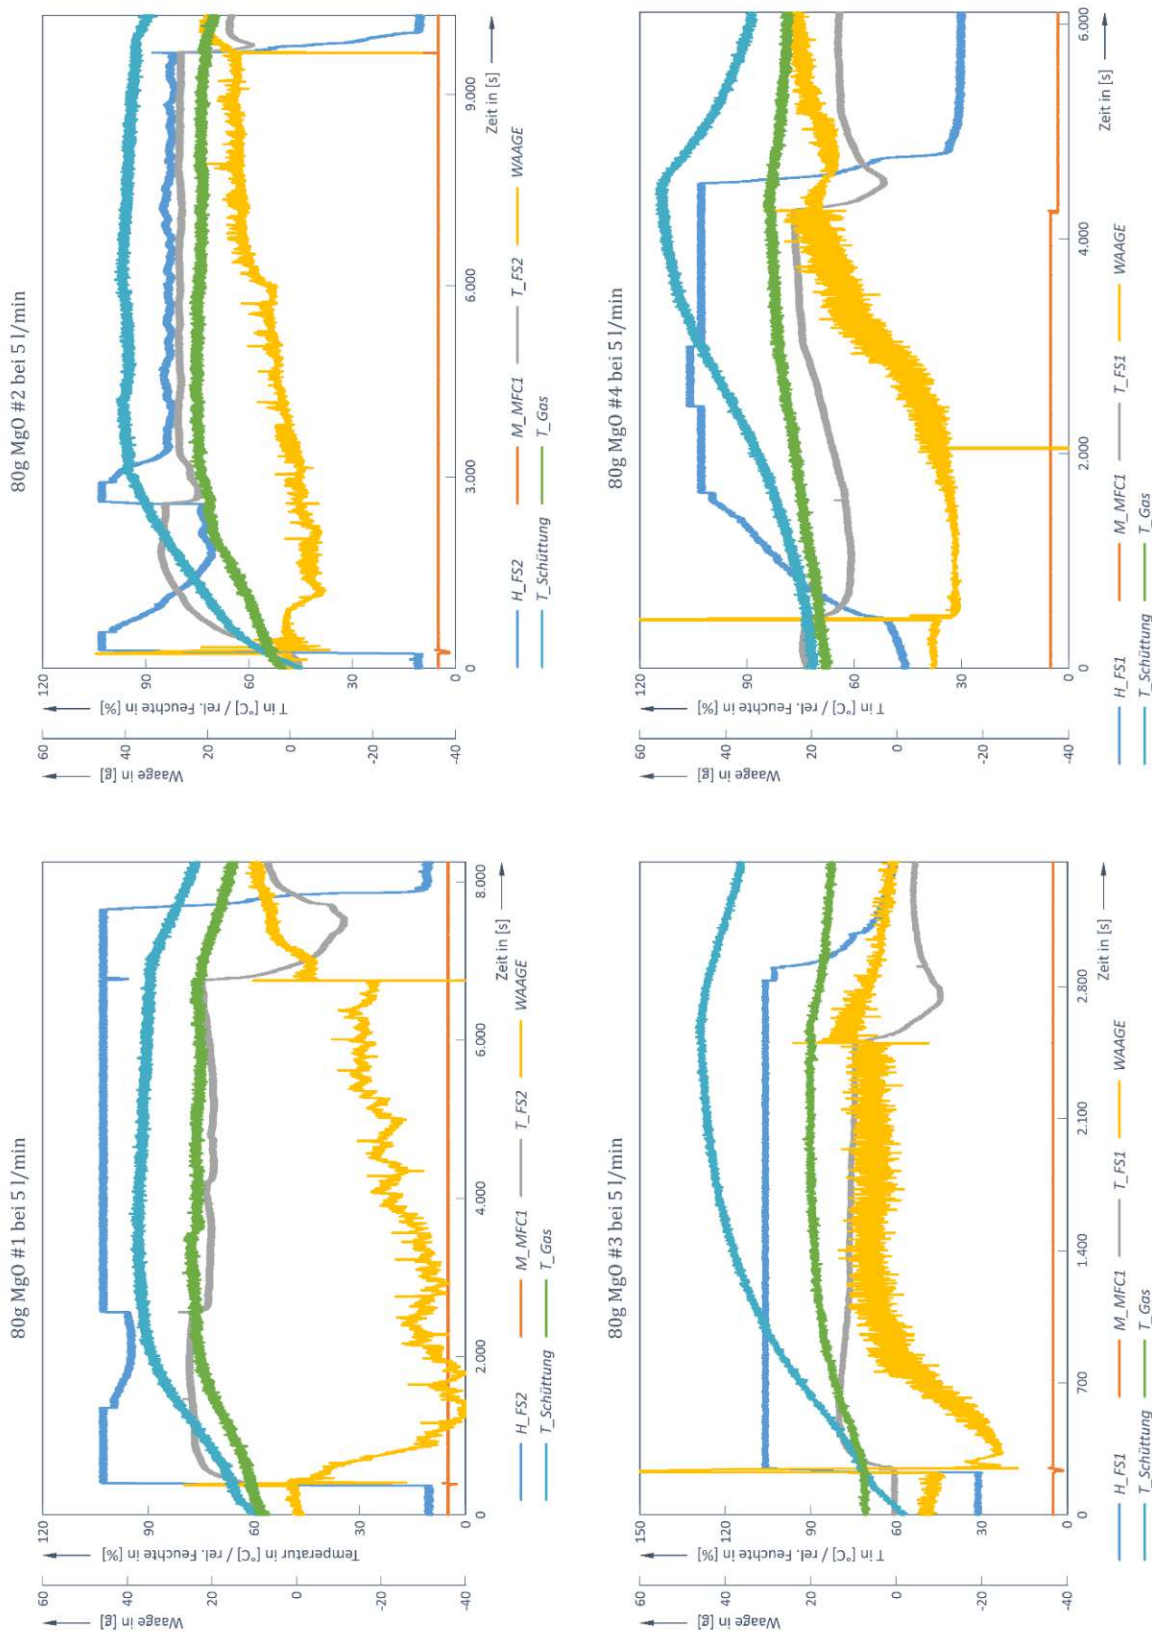 80g MgO #1 bei 5 l/min
Waage in [g]
60
40
20
0
-20
-40
Temperatur in [°C] / rel. Feuchte in [%]
120
90
60
30
0
0
2.000
4.000
6.000
8.000
Zeit in [s]
H_FS2
M_MFC1
T_FS2
WAAGE
T_Schüttung
T_Gas
80g MgO #2 bei 5 l/min
Waage in [g]
60
40
20
0
-20
-40
T in [°C] / rel. Feuchte in [%]
120
90
60
30
0
0
3.000
6.000
9.000
Zeit in [s]
H_FS2
M_MFC1
T_FS2
WAAGE
T_Schüttung
T_Gas
80g MgO #3 bei 5 l/min
Waage in [g]
60
40
20
0
-20
-40
T in [°C] / rel. Feuchte in [%]
150
120
90
60
30
0
0
700
1.400
2.100
2.800
Zeit in [s]
H_FS1
M_MFC1
T_FS1
WAAGE
T_Schüttung
T_Gas
80g MgO #4 bei 5 l/min
Waage in [g]
60
40
20
0
-20
-40
T in [°C] / rel. Feuchte in [%]
120
90
60
30
0
0
2.000
4.000
6.000
Zeit in [s]
H_FS1
M_MFC1
T_FS1
WAAGE
T_Schüttung
T_Gas